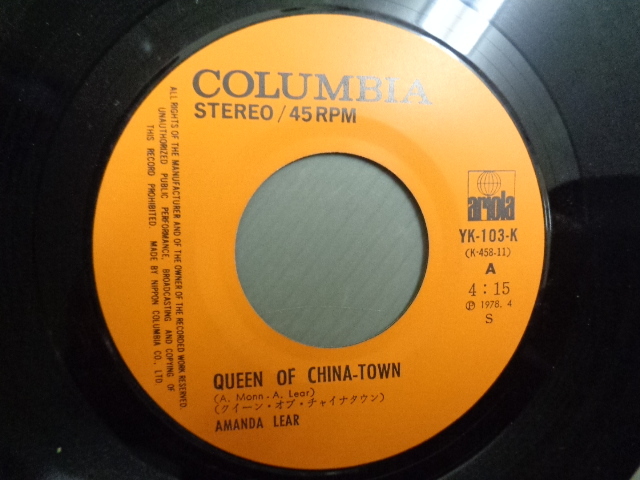 COLUMBIA
STEREO/45RPM
ALL RIGHTS OF THE MANUFACTURER AND OF THE OWNER OF THE RECORDED WORK RESERVED.
UNAUTHORIZED PUBLIC PERFORMANCE, BROADCASTING AND COPYING OF
THIS RECORD PROHIBITED. MADE BY NIPPON COLUMBIA CO., LTD.
ariola
YK-103-K
(K-458-11)
A
4:15
Ⓟ 1978.4
S
QUEEN OF CHINA-TOWN
(A. Monn. A. Lear)
(クイーン・オブ・チャイナタウン)
AMANDA LEAR